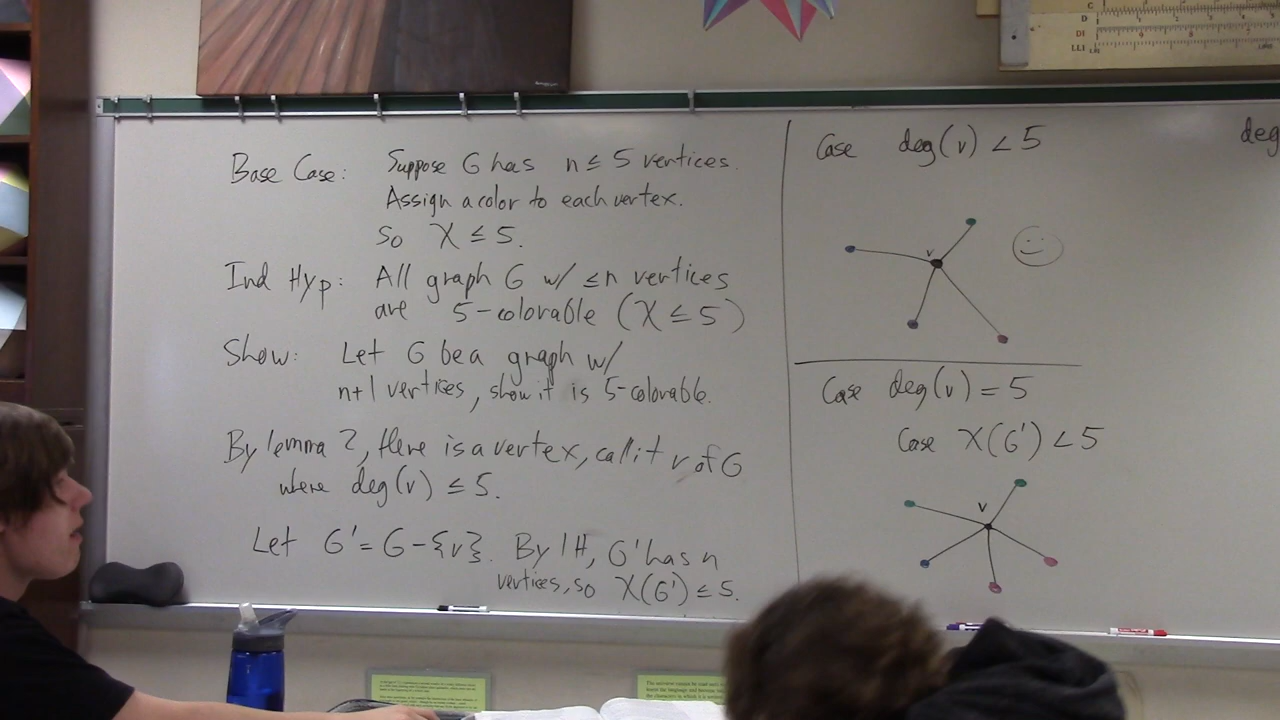 Base Case: Suppose G has n ≤ 5 vertices.
Assign a color to each vertex.
So χ ≤ 5.
Ind Hyp: All graph G w/ ≤n vertices
are 5-colorable (χ ≤ 5)
Show: Let G be a graph w/
n+1 vertices, show it is 5-colorable.
By lemma 2, there is a vertex, call it v of G
where deg(v) ≤ 5.
Let G' = G - {v}. By IH, G' has n
vertices, so χ(G') ≤ 5.
Case deg(v) < 5
v
Case deg(v) = 5
Case χ(G') < 5
v
deg
C
D
DI
LL1